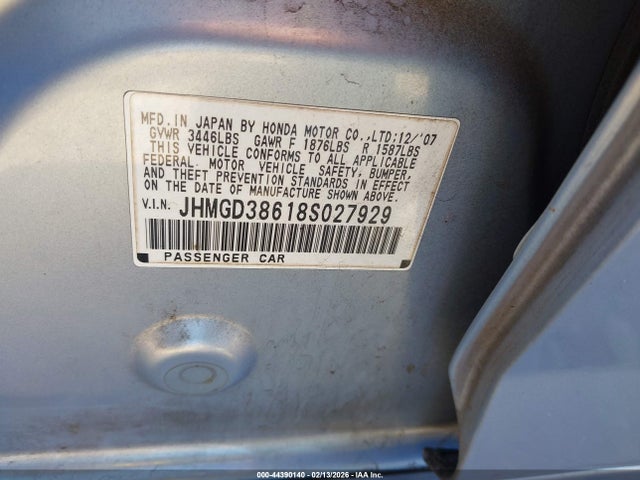 MFD. IN JAPAN BY HONDA MOTOR CO.,LTD;12/'07
GVWR 3446LBS GAWR F 1876LBS R 1587LBS
THIS VEHICLE CONFORMS TO ALL APPLICABLE
FEDERAL MOTOR VEHICLE SAFETY, BUMPER,
AND THEFT PREVENTION STANDARDS IN EFFECT
ON THE DATE OF MANUFACTURE SHOWN ABOVE.
V.I.N. JHMGD38618S027929
PASSENGER CAR
000-44390140 - 02/13/2026 - IAAI.COM